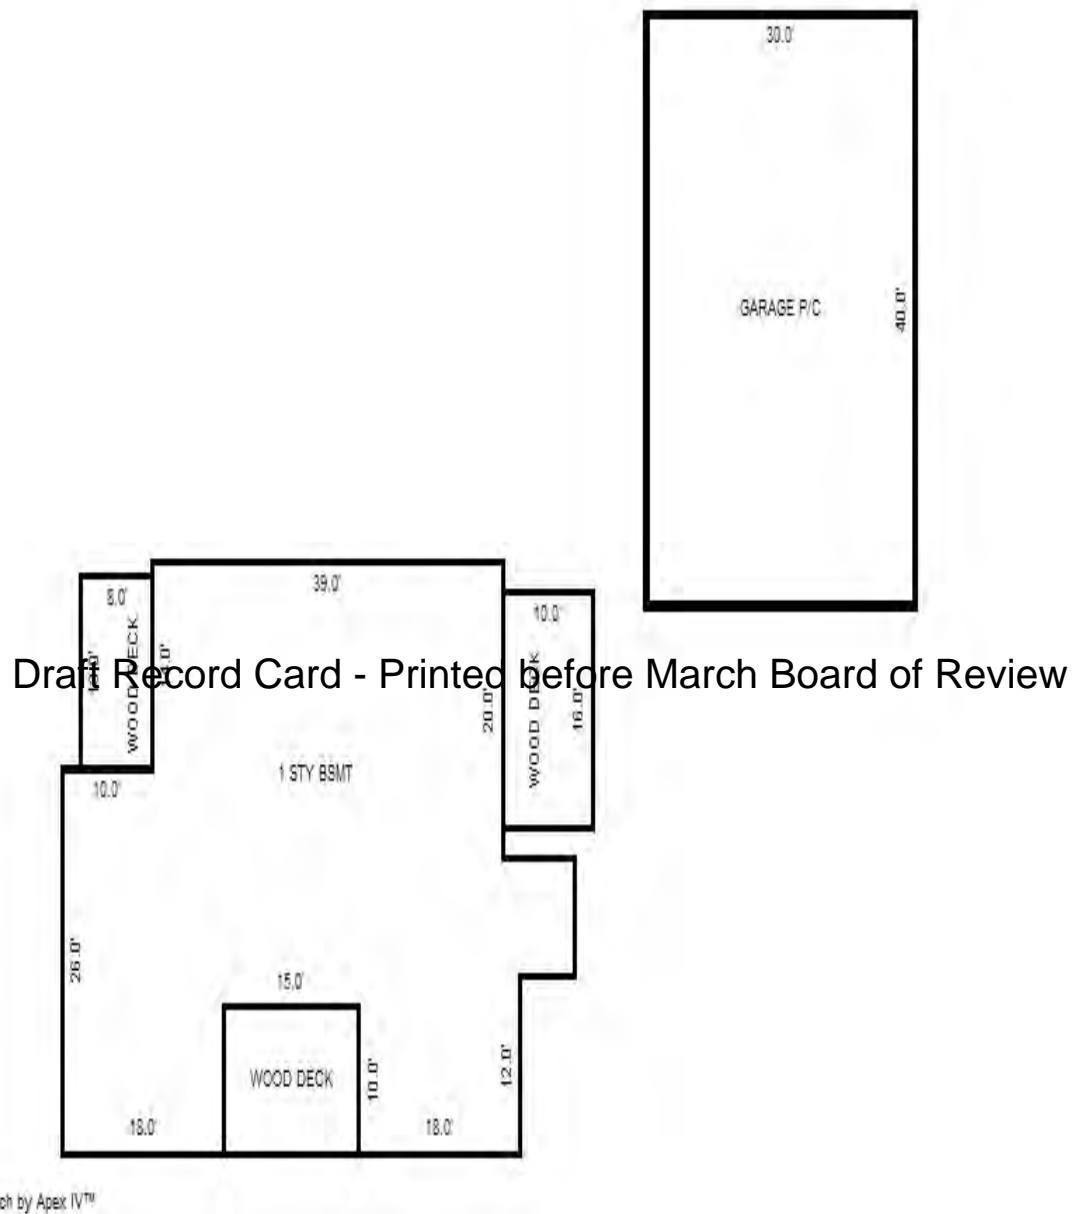 30.0'
GARAGE P/C
40.0'
39.0'
8.0'
10.0'
WOOD DECK
WOOD DECK
16.0'
20.0'
Draft Record Card - Printed before March Board of Review
1 STY BSMT
10.0'
26.0'
15.0'
WOOD DECK
10.0'
12.0'
18.0'
18.0'
ch by Apex IV™